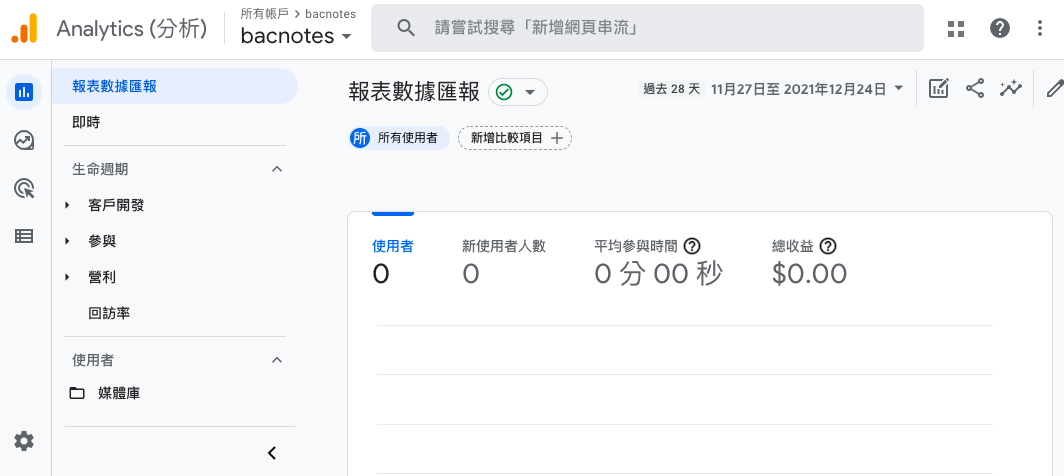 Analytics (分析)
所有帳戶 > bacnotes
bacnotes
請嘗試搜尋「新增網頁串流」
報表數據匯報
即時
生命週期
客戶開發
參與
營利
回訪率
使用者
媒體庫
報表數據匯報
過去 28 天 11月27日至 2021年12月24日
所 所有使用者
新增比較項目
使用者
0
新使用者人數
0
平均參與時間
0 分 00 秒
總收益
$0.00